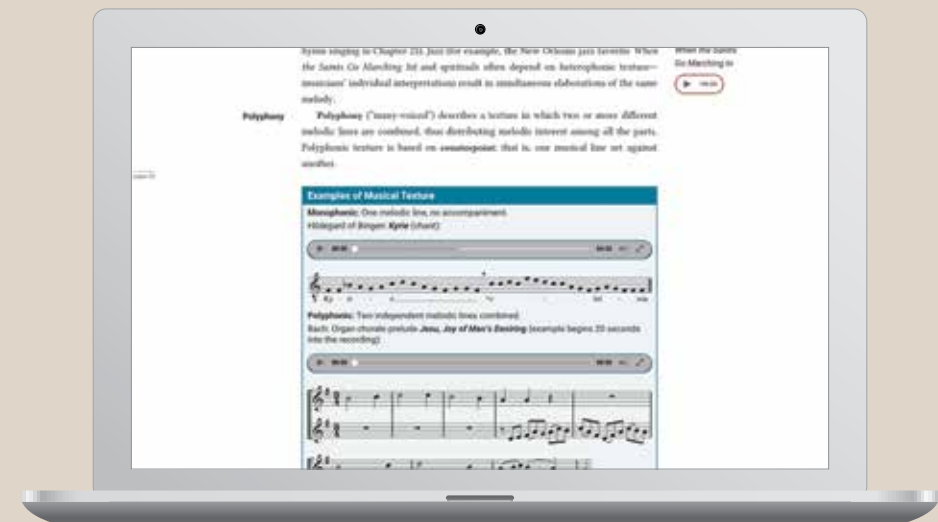 hymn singing in Chapter 21). Jazz (for example, the New Orleans jazz favorite When
the Saints Go Marching In) and spirituals often depend on heterophonic texture—
musicians' individual interpretations result in simultaneous elaborations of the same
melody.
When the Saints
Go Marching In
Polyphony
Polyphony ("many-voiced") describes a texture in which two or more different
melodic lines are combined, thus distributing melodic interest among all the parts.
Polyphonic texture is based on counterpoint; that is, one musical line set against
another.
Examples of Musical Texture
Monophonic: One melodic line, no accompaniment.
Hildegard of Bingen: Kyrie (chant):
00:00
Polyphonic: Two independent melodic lines combined.
Bach: Organ chorale prelude Jesu, Joy of Man's Desiring (example begins 20 seconds
into the recording):
00:00